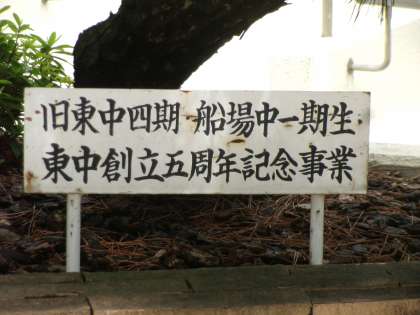 旧東中四期 船場中一期生
東中創立五周年記念事業